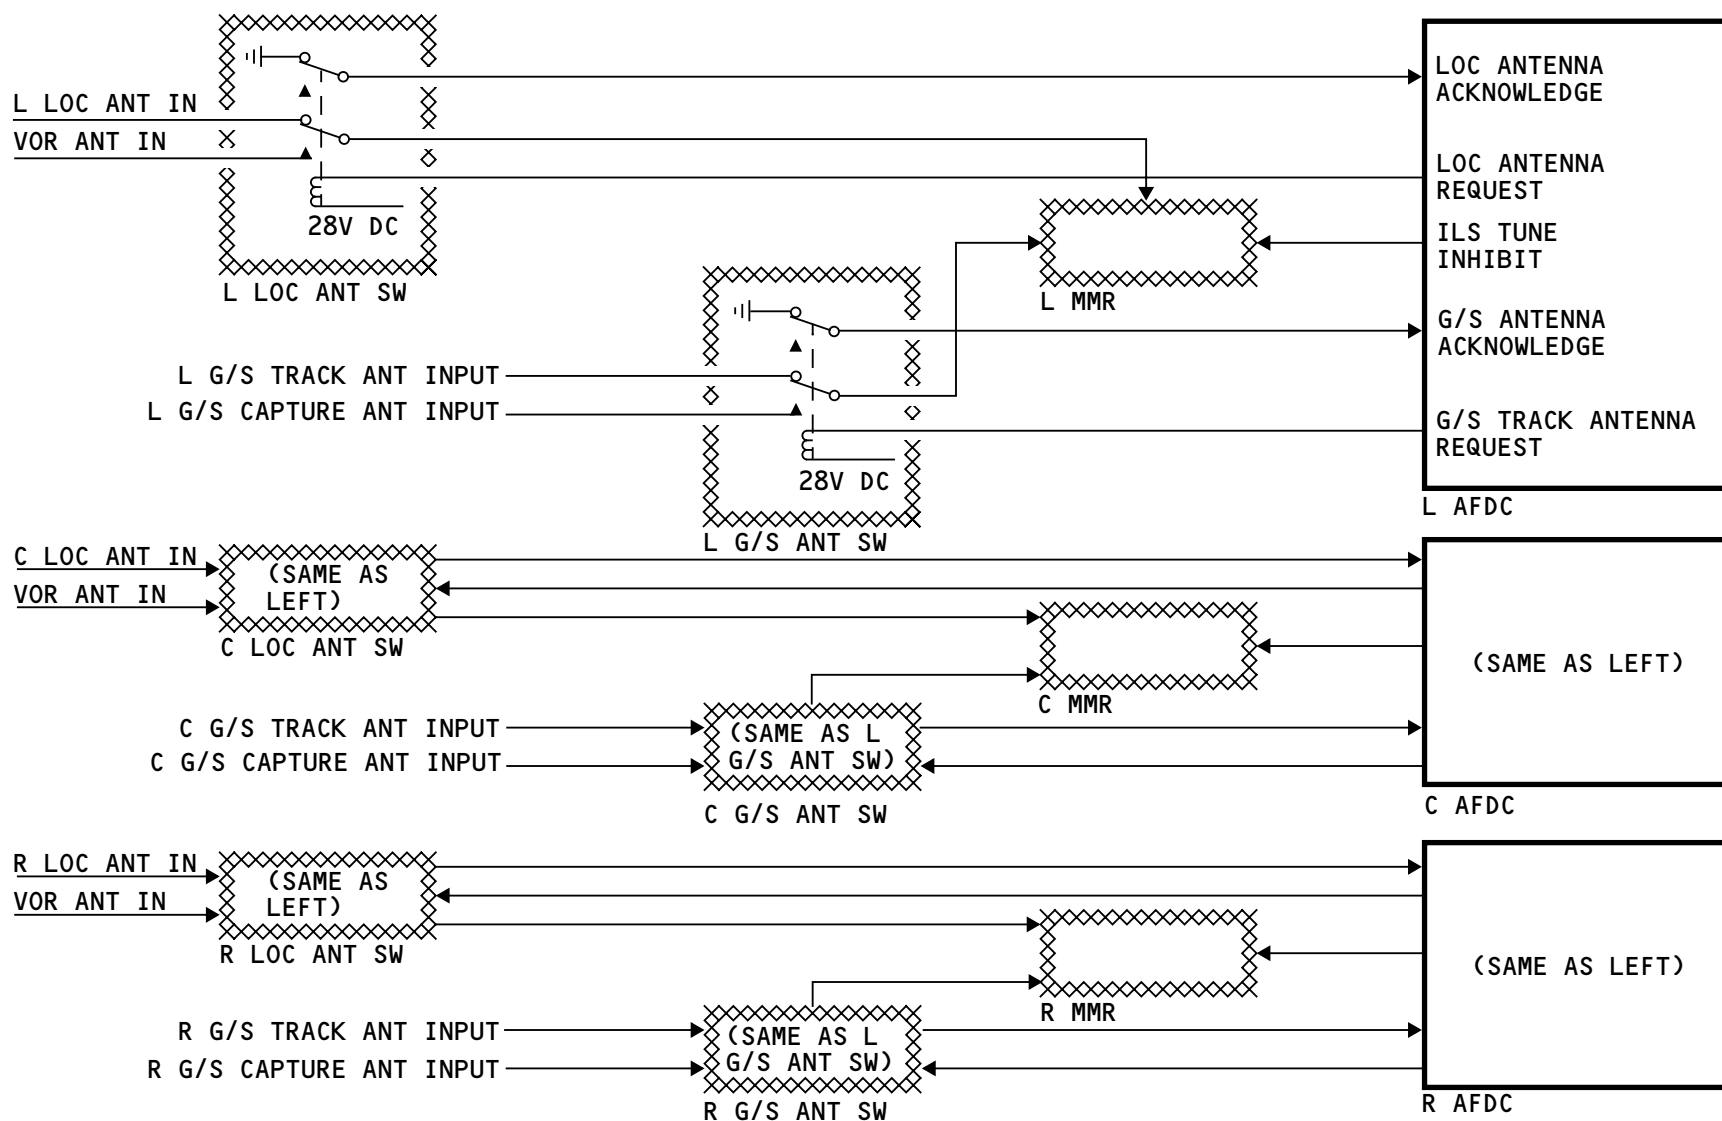 LOC ANTENNA
ACKNOWLEDGE
L LOC ANT IN
VOR ANT IN
LOC ANTENNA
REQUEST
28V DC
ILS TUNE
INHIBIT
L LOC ANT SW
L MMR
G/S ANTENNA
ACKNOWLEDGE
L G/S TRACK ANT INPUT
L G/S CAPTURE ANT INPUT
G/S TRACK ANTENNA
REQUEST
28V DC
L AFDC
L G/S ANT SW
C LOC ANT IN
VOR ANT IN
(SAME AS
LEFT)
C LOC ANT SW
(SAME AS LEFT)
C MMR
C G/S TRACK ANT INPUT
C G/S CAPTURE ANT INPUT
(SAME AS L
G/S ANT SW)
C G/S ANT SW
C AFDC
R LOC ANT IN
VOR ANT IN
(SAME AS
LEFT)
R LOC ANT SW
(SAME AS LEFT)
R MMR
R G/S TRACK ANT INPUT
R G/S CAPTURE ANT INPUT
(SAME AS L
G/S ANT SW)
R G/S ANT SW
R AFDC